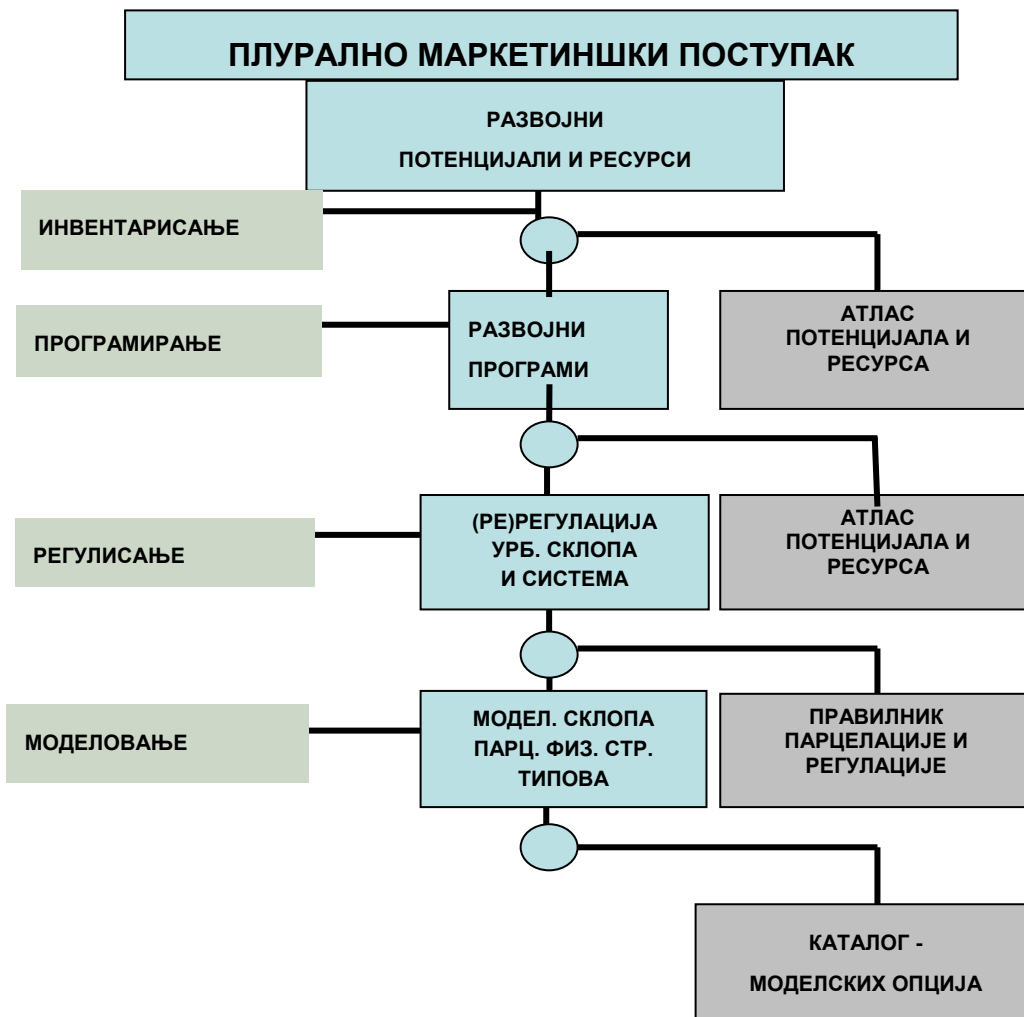 ПЛУРАЛНО МАРКЕТИНШКИ ПОСТУПАК
РАЗВОЈНИ
ПОТЕНЦИЈАЛИ И РЕСУРСИ
ИНВЕНТАРИСАЊЕ
ПРОГРАМИРАЊЕ
РАЗВОЈНИ
ПРОГРАМИ
АТЛАС
ПОТЕНЦИЈАЛА И
РЕСУРСА
РЕГУЛИСАЊЕ
(РЕ)РЕГУЛАЦИЈА
УРБ. СКЛОПА
И СИСТЕМА
АТЛАС
ПОТЕНЦИЈАЛА И
РЕСУРСА
МОДЕЛОВАЊЕ
МОДЕЛ. СКЛОПА
ПАРЦ. ФИЗ. СТР.
ТИПОВА
ПРАВИЛНИК
ПАРЦЕЛАЦИЈЕ И
РЕГУЛАЦИЈЕ
КАТАЛОГ -
МОДЕЛСКИХ ОПЦИЈА